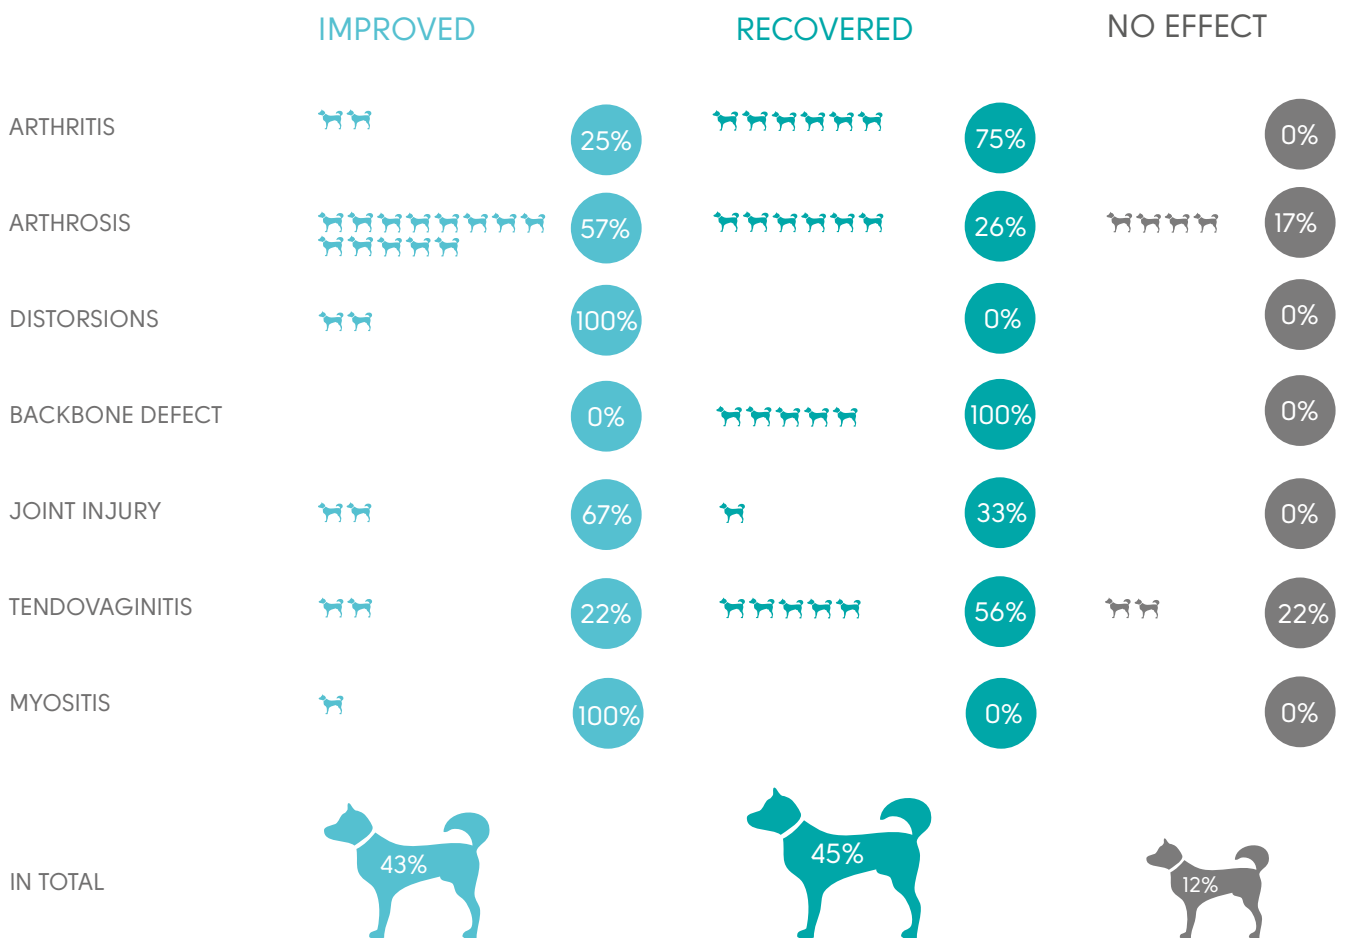 IMPROVED RECOVERED NO EFFECT
ARTHRITIS 25% 75% 0%
ARTHROSIS 57% 26% 17%
DISTORSIONS 100% 0% 0%
BACKBONE DEFECT 0% 100% 0%
JOINT INJURY 67% 33% 0%
TENDOVAGINITIS 22% 56% 22%
MYOSITIS 100% 0% 0%
IN TOTAL 43% 45% 12%